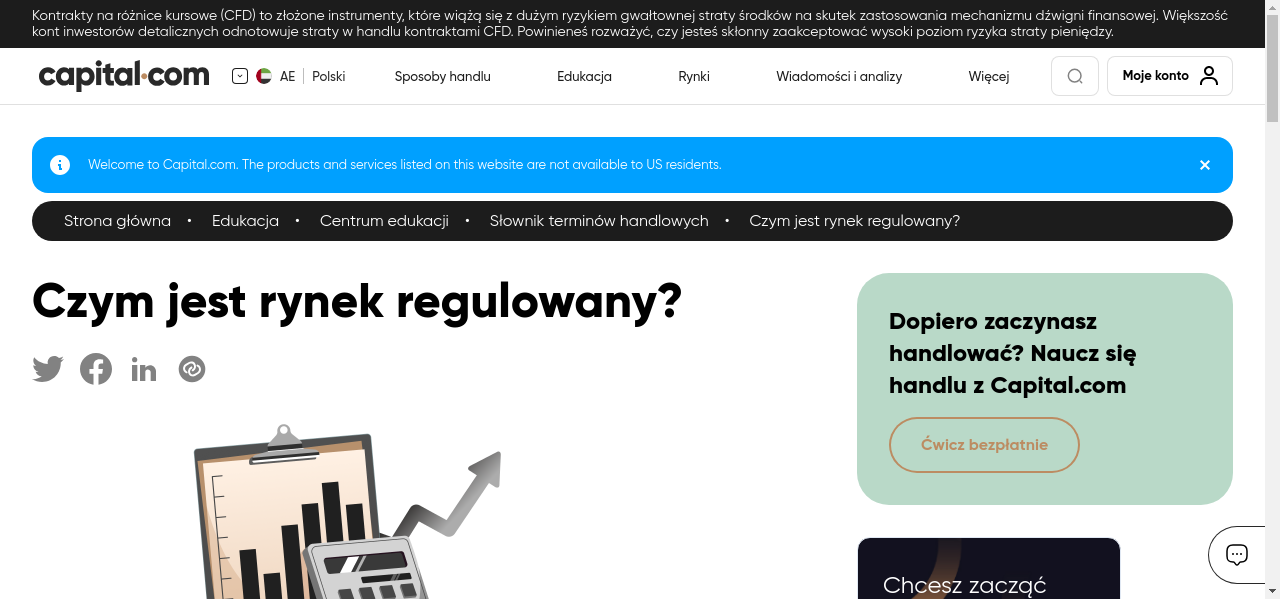 Kontrakty na różnice kursowe (CFD) to złożone instrumenty, które wiążą się z dużym ryzykiem gwałtownej straty środków na skutek zastosowania mechanizmu dźwigni finansowej. Większość
kont inwestorów detalicznych odnotowuje straty w handlu kontraktami CFD. Powinieneś rozważyć, czy jesteś skłonny zaakceptować wysoki poziom ryzyka straty pieniędzy.
capital.com AE Polski Sposoby handlu Edukacja Rynki Wiadomości i analizy Więcej Moje konto
Welcome to Capital.com. The products and services listed on this website are not available to US residents.
Strona główna • Edukacja • Centrum edukacji • Słownik terminów handlowych • Czym jest rynek regulowany?
Czym jest rynek regulowany?
Dopiero zaczynasz
handlować? Naucz się
handlu z Capital.com
Ćwicz bezpłatnie
Chcesz zacząć